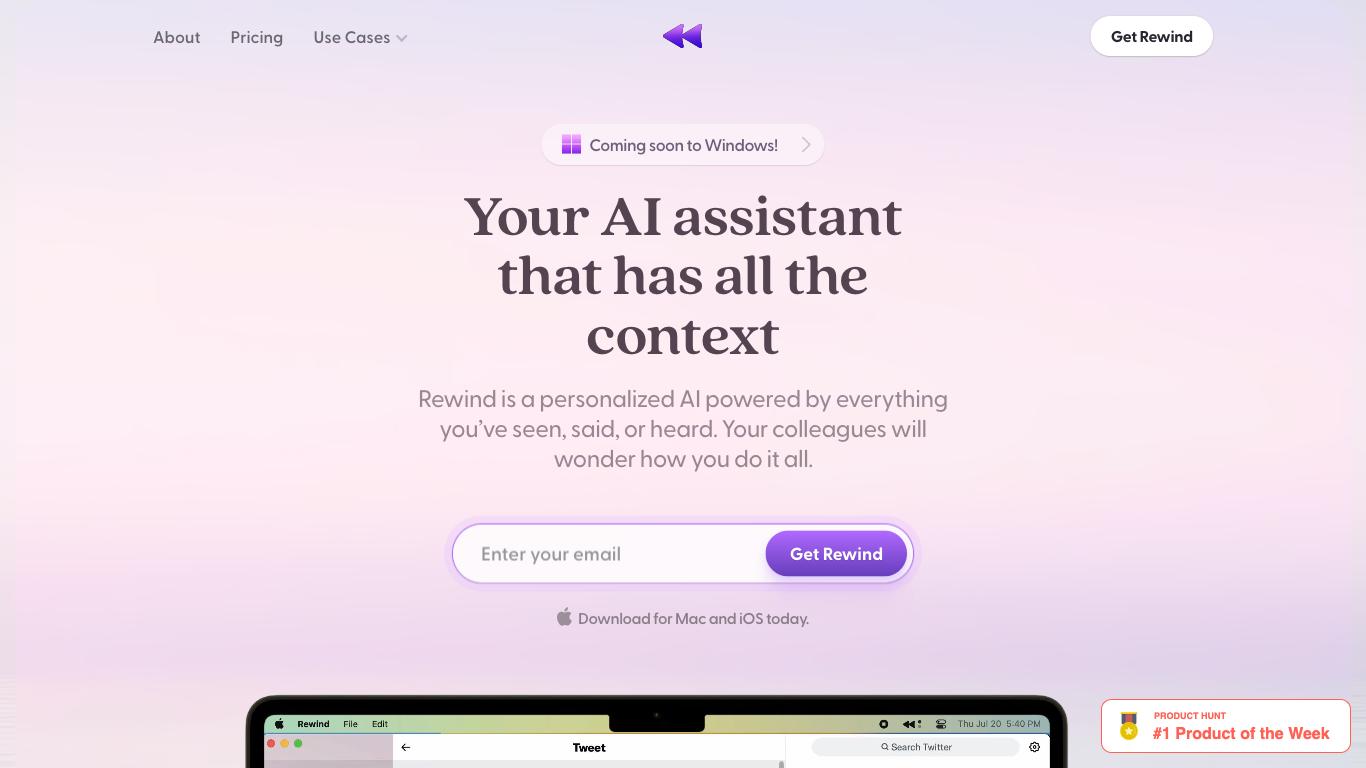 About
Pricing
Use Cases
Get Rewind
Coming soon to Windows!
Your AI assistant
that has all the
context
Rewind is a personalized AI powered by everything
you’ve seen, said, or heard. Your colleagues will
wonder how you do it all.
Enter your email
Get Rewind
Download for Mac and iOS today.
Rewind File Edit
Thu Jul 20 5:40 PM
Tweet
Search Twitter
PRODUCT HUNT
#1 Product of the Week